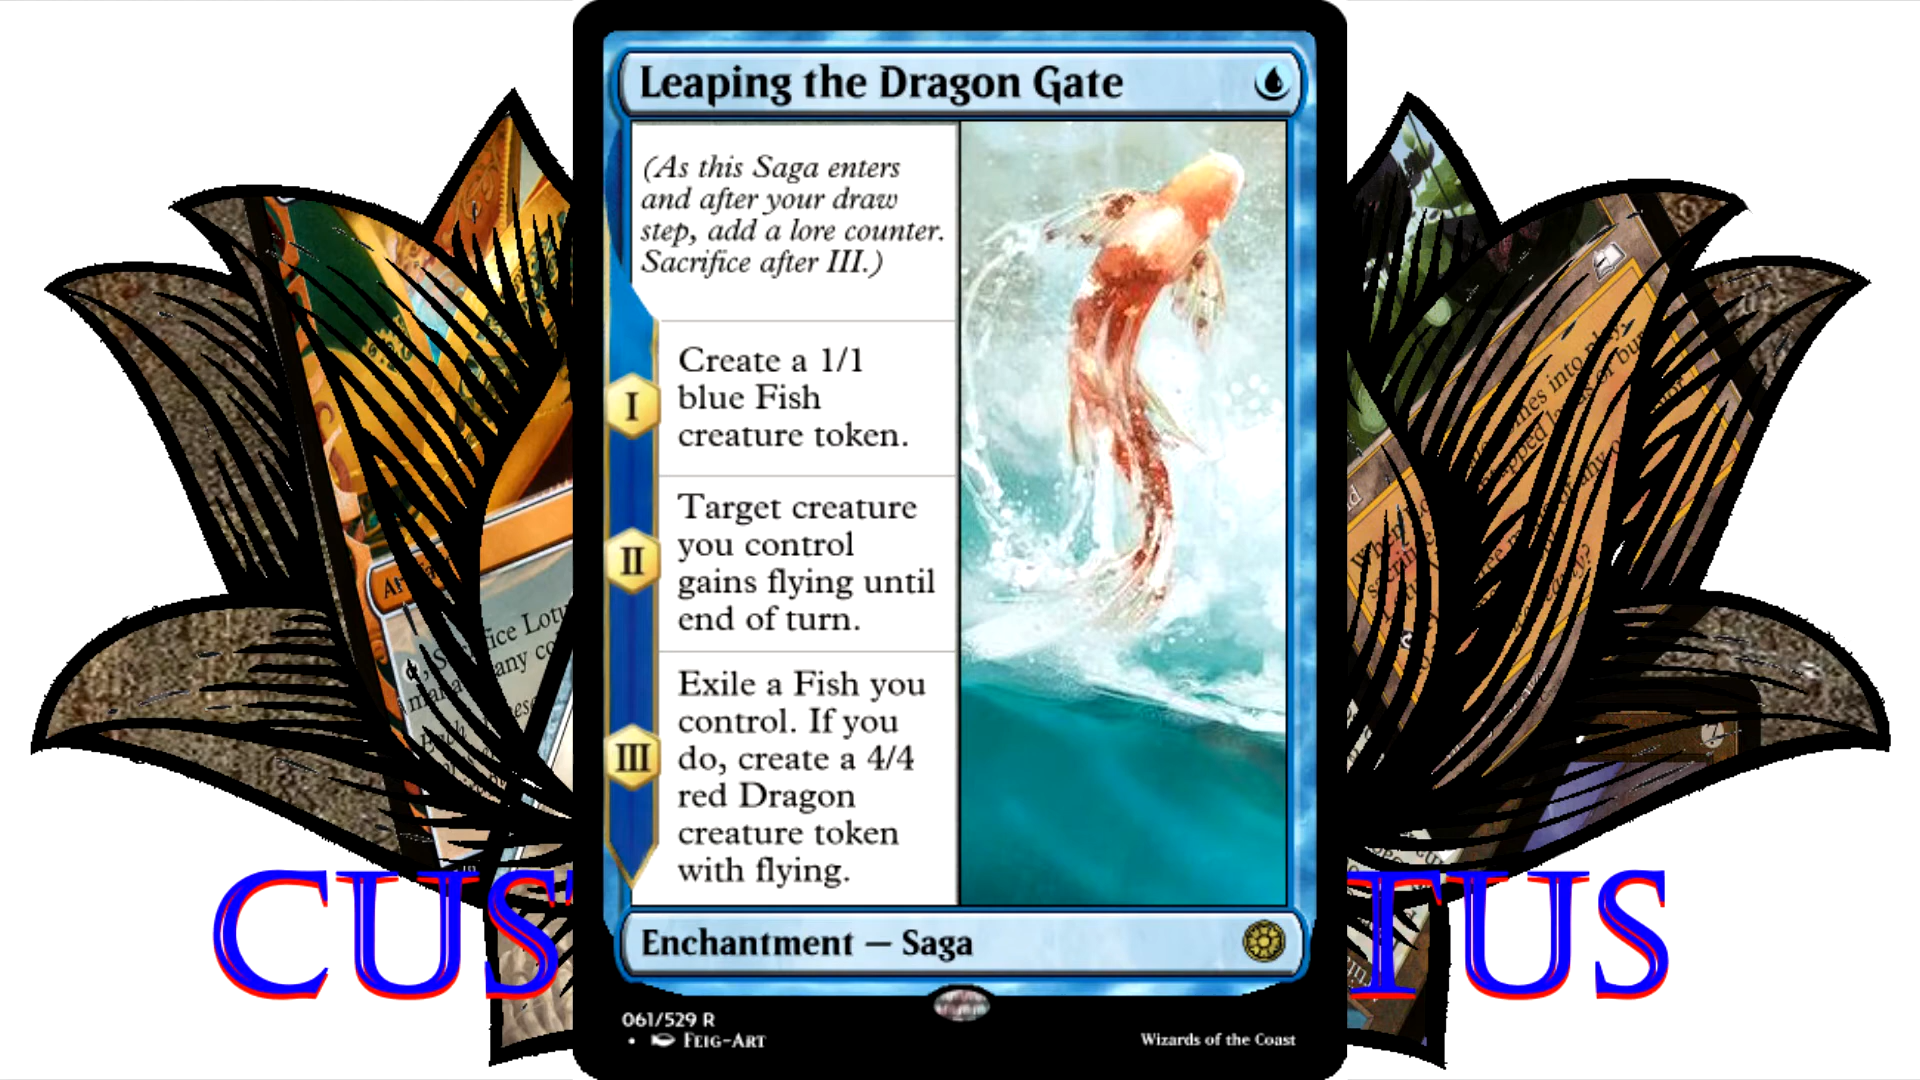 Leaping the Dragon Gate
(As this Saga enters
and after your draw
step, add a lore counter.
Sacrifice after III.)
I
Create a 1/1
blue Fish
creature token.
II
Target creature
you control
gains flying until
end of turn.
III
Exile a Fish you
control. If you
do, create a 4/4
red Dragon
creature token
with flying.
Enchantment — Saga
061/529 R
• Feig-Art
Wizards of the Coast
CUS TUS